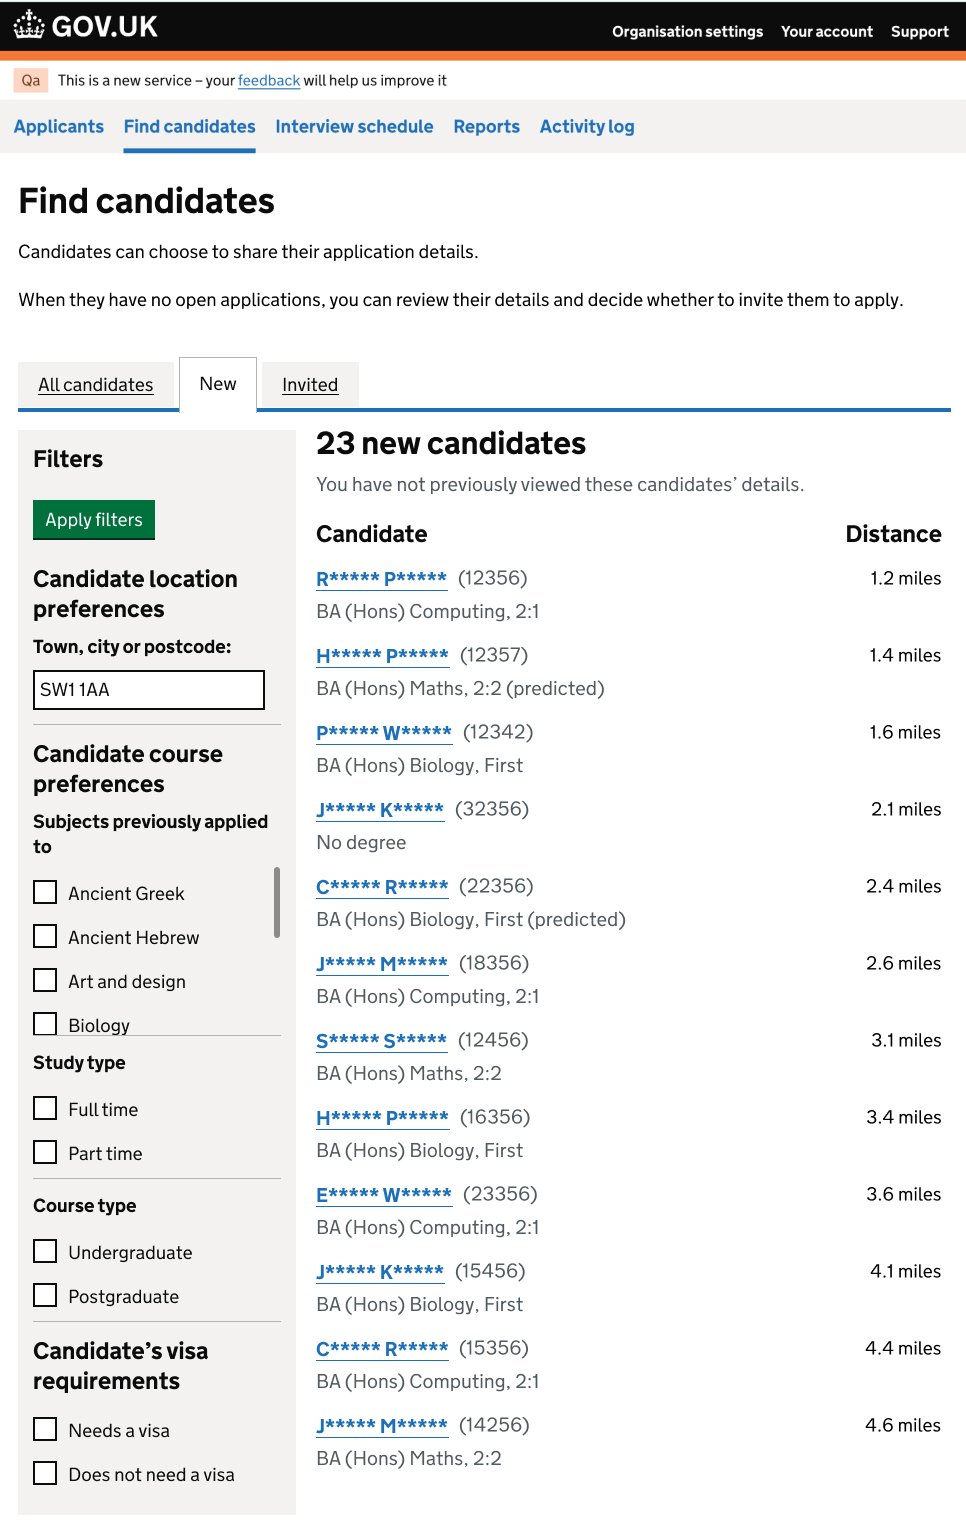 GOV.UK
Organisation settings Your account Support
Qa This is a new service – your feedback will help us improve it
Applicants Find candidates Interview schedule Reports Activity log
Find candidates
Candidates can choose to share their application details.
When they have no open applications, you can review their details and decide whether to invite them to apply.
All candidates New Invited
Filters
Apply filters
Candidate location
preferences
Town, city or postcode:
SW1 1AA
Candidate course
preferences
Subjects previously applied
to
Ancient Greek
Ancient Hebrew
Art and design
Biology
Study type
Full time
Part time
Course type
Undergraduate
Postgraduate
Candidate’s visa
requirements
Needs a visa
Does not need a visa
23 new candidates
You have not previously viewed these candidates’ details.
Candidate Distance
R***** P***** (12356) 1.2 miles
BA (Hons) Computing, 2:1
H***** P***** (12357) 1.4 miles
BA (Hons) Maths, 2:2 (predicted)
P***** W***** (12342) 1.6 miles
BA (Hons) Biology, First
J***** K***** (32356) 2.1 miles
No degree
C***** R***** (22356) 2.4 miles
BA (Hons) Biology, First (predicted)
J***** M***** (18356) 2.6 miles
BA (Hons) Computing, 2:1
S***** S***** (12456) 3.1 miles
BA (Hons) Maths, 2:2
H***** P***** (16356) 3.4 miles
BA (Hons) Biology, First
E***** W***** (23356) 3.6 miles
BA (Hons) Computing, 2:1
J***** K***** (15456) 4.1 miles
BA (Hons) Biology, First
C***** R***** (15356) 4.4 miles
BA (Hons) Computing, 2:1
J***** M***** (14256) 4.6 miles
BA (Hons) Maths, 2:2